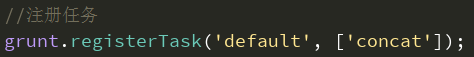 //注册任务
grunt.registerTask('default', ['concat']);